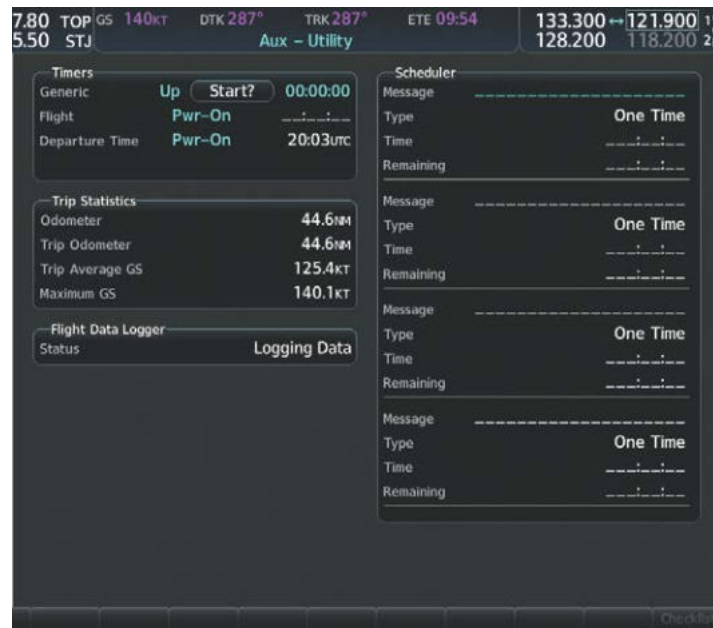 7.80 TOP GS 140KT DTK 287° TRK 287° ETE 09:54 133.300 ↔ 121.900 1
5.50 STJ Aux – Utility 128.200 118.200 2
Timers
Generic Up Start? 00:00:00
Flight Pwr-On __:__:__
Departure Time Pwr-On 20:03UTC
Trip Statistics
Odometer 44.6NM
Trip Odometer 44.6NM
Trip Average GS 125.4KT
Maximum GS 140.1KT
Flight Data Logger
Status Logging Data
Scheduler
Message ____________________
Type One Time
Time __:__:__
Remaining __:__:__
Message ____________________
Type One Time
Time __:__:__
Remaining __:__:__
Message ____________________
Type One Time
Time __:__:__
Remaining __:__:__
Message ____________________
Type One Time
Time __:__:__
Remaining __:__:__
Checklist